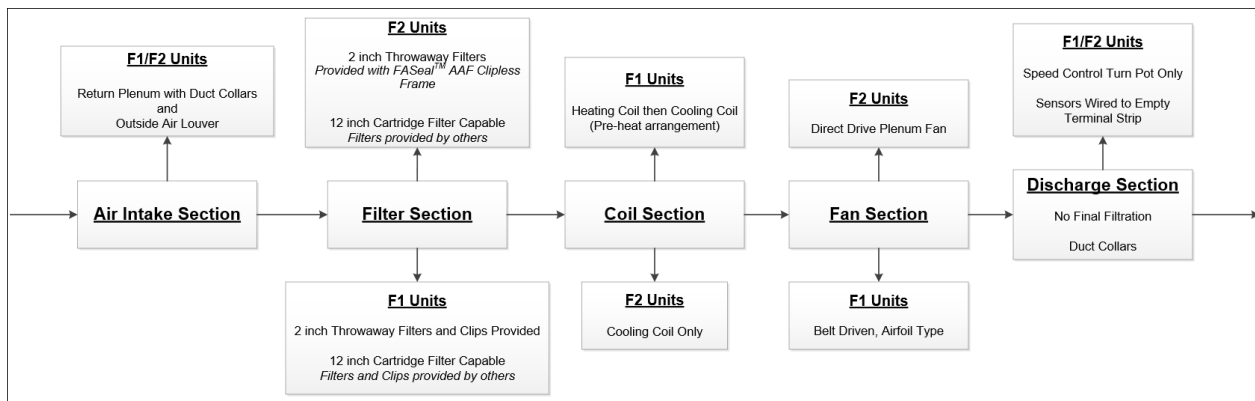 F1/F2 Units
Return Plenum with Duct Collars
and
Outside Air Louver
F2 Units
2 inch Throwaway Filters
Provided with FASeal™ AAF Clipless
Frame
12 inch Cartridge Filter Capable
Filters provided by others
F1 Units
Heating Coil then Cooling Coil
(Pre-heat arrangement)
F2 Units
Direct Drive Plenum Fan
F1/F2 Units
Speed Control Turn Pot Only
Sensors Wired to Empty
Terminal Strip
Air Intake Section
Filter Section
Coil Section
Fan Section
Discharge Section
No Final Filtration
Duct Collars
F1 Units
2 inch Throwaway Filters and Clips Provided
12 inch Cartridge Filter Capable
Filters and Clips provided by others
F2 Units
Cooling Coil Only
F1 Units
Belt Driven, Airfoil Type